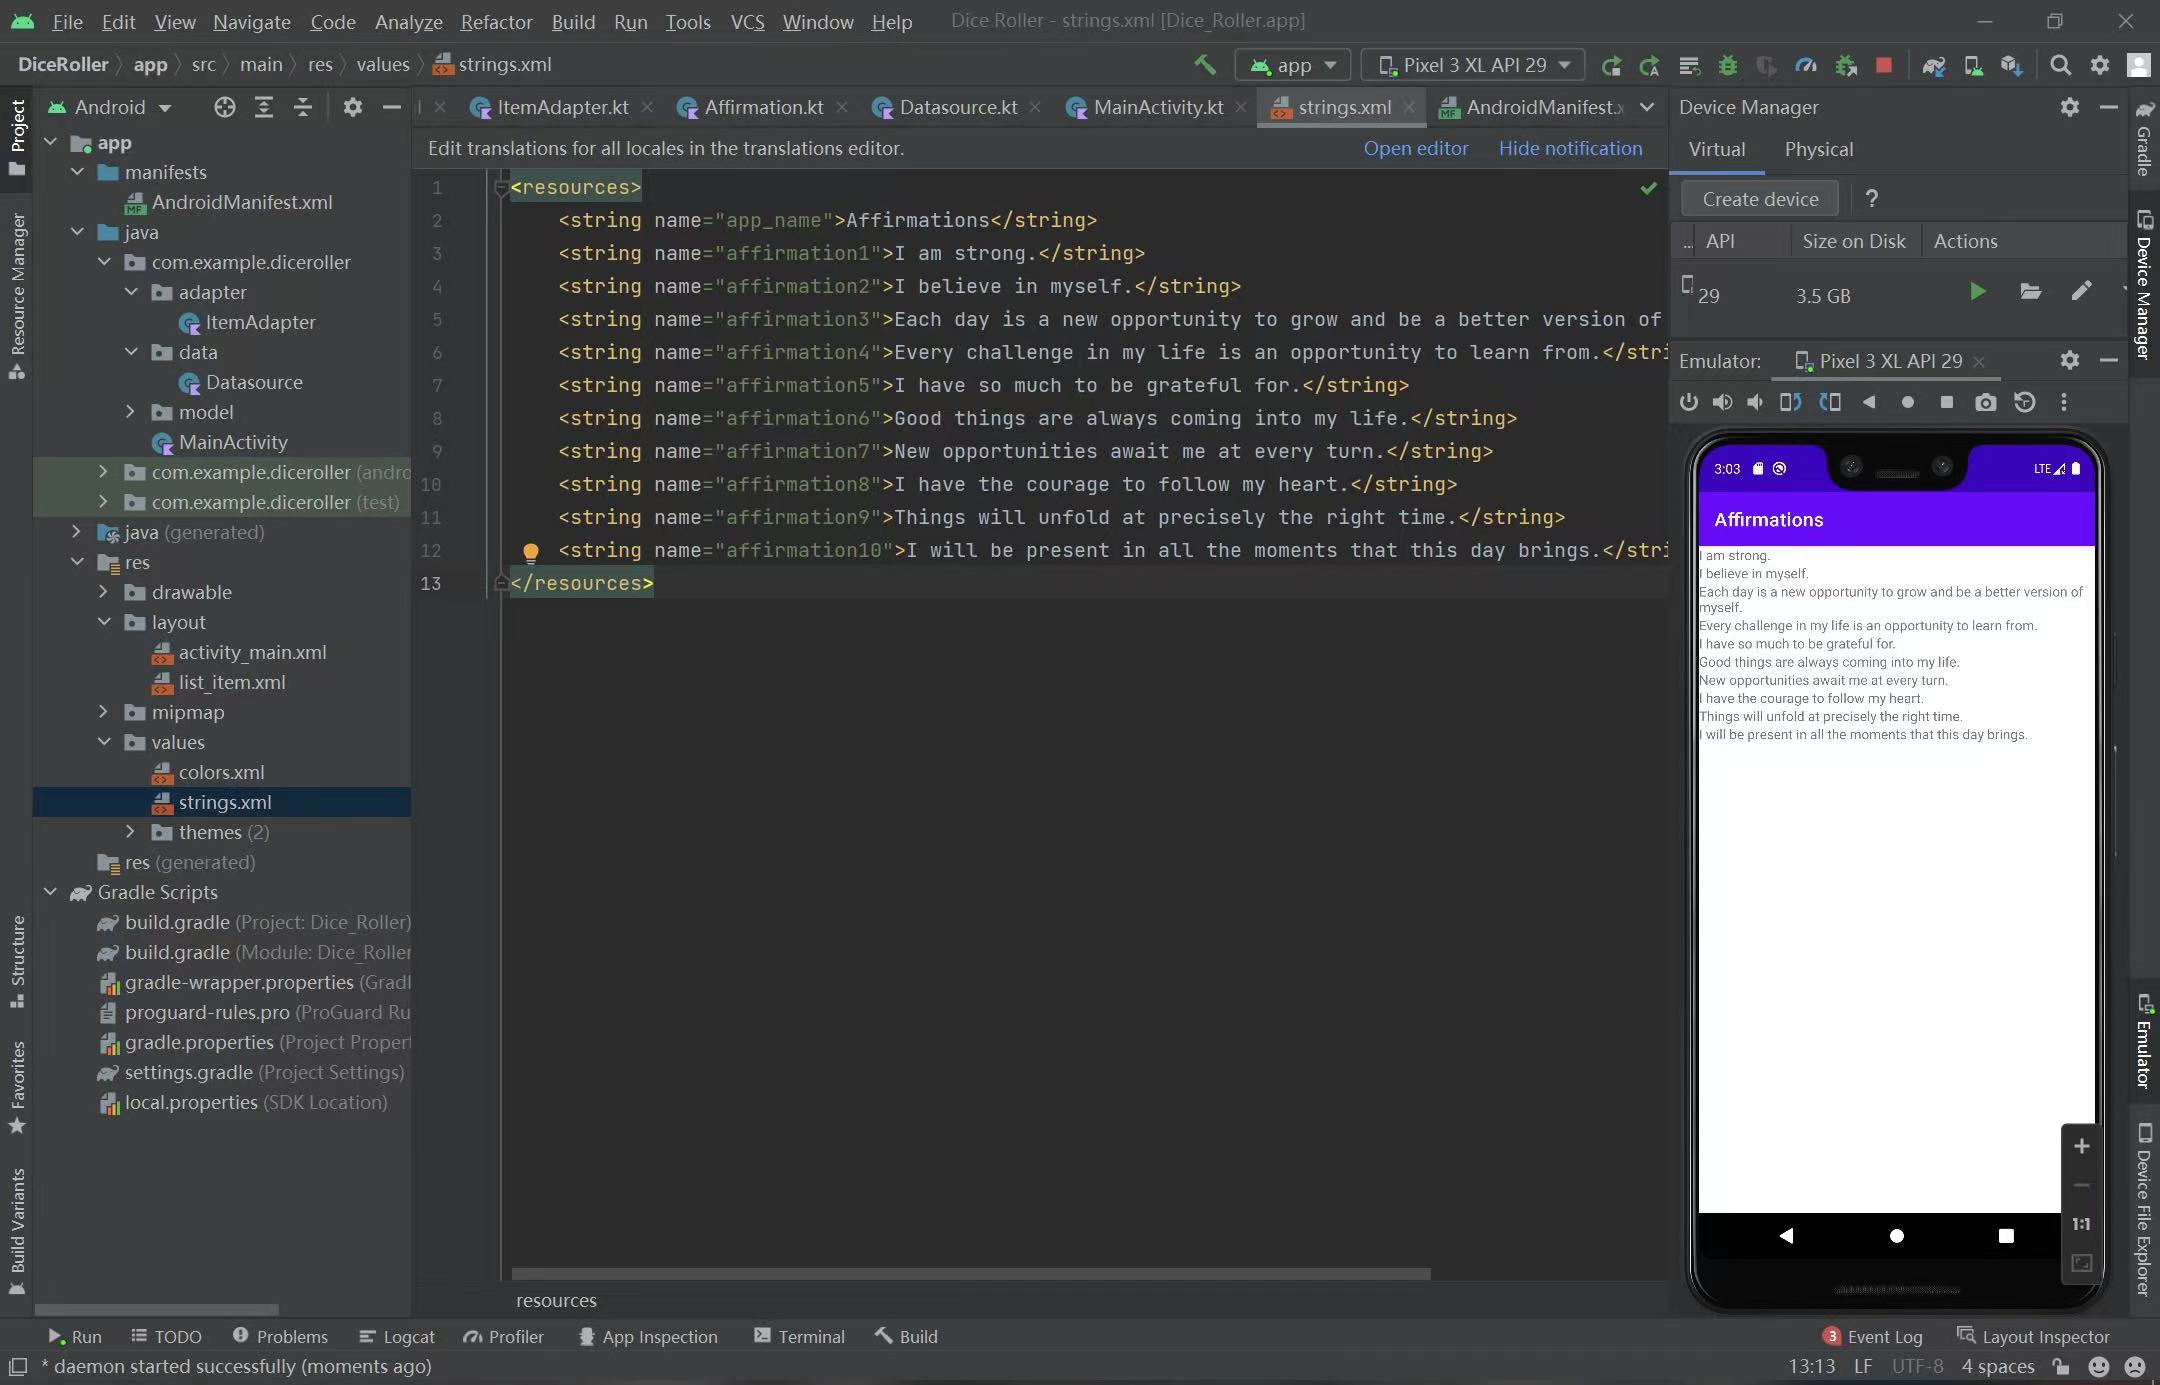 File Edit View Navigate Code Analyze Refactor Build Run Tools VCS Window Help Dice Roller - strings.xml [Dice_Roller.app]
DiceRoller app src main res values strings.xml app Pixel 3 XL API 29
Android ItemAdapter.kt Affirmation.kt Datasource.kt MainActivity.kt strings.xml AndroidManifest.x Device Manager
Edit translations for all locales in the translations editor. Open editor Hide notification
Virtual Physical
Create device ?
... API Size on Disk Actions
29 3.5 GB
Emulator: Pixel 3 XL API 29
Project
Resource Manager
Structure
Favorites
Build Variants
app
manifests
AndroidManifest.xml
java
com.example.diceroller
adapter
ItemAdapter
data
Datasource
model
MainActivity
com.example.diceroller (andro
com.example.diceroller (test)
java (generated)
res
drawable
layout
activity_main.xml
list_item.xml
mipmap
values
colors.xml
strings.xml
themes (2)
res (generated)
Gradle Scripts
build.gradle (Project: Dice_Roller)
build.gradle (Module: Dice_Roller
gradle-wrapper.properties (Gradl
proguard-rules.pro (ProGuard Ru
gradle.properties (Project Propert
settings.gradle (Project Settings)
local.properties (SDK Location)
1 <resources>
2 <string name="app_name">Affirmations</string>
3 <string name="affirmation1">I am strong.</string>
4 <string name="affirmation2">I believe in myself.</string>
5 <string name="affirmation3">Each day is a new opportunity to grow and be a better version of
6 <string name="affirmation4">Every challenge in my life is an opportunity to learn from.</stri
7 <string name="affirmation5">I have so much to be grateful for.</string>
8 <string name="affirmation6">Good things are always coming into my life.</string>
9 <string name="affirmation7">New opportunities await me at every turn.</string>
10 <string name="affirmation8">I have the courage to follow my heart.</string>
11 <string name="affirmation9">Things will unfold at precisely the right time.</string>
12 <string name="affirmation10">I will be present in all the moments that this day brings.</stri
13 </resources>
resources
3:03 LTE
Affirmations
I am strong.
I believe in myself.
Each day is a new opportunity to grow and be a better version of
myself.
Every challenge in my life is an opportunity to learn from.
I have so much to be grateful for.
Good things are always coming into my life.
New opportunities await me at every turn.
I have the courage to follow my heart.
Things will unfold at precisely the right time.
I will be present in all the moments that this day brings.
1:1
Gradle
Device Manager
Emulator
Device File Explorer
Run TODO Problems Logcat Profiler App Inspection Terminal Build 3 Event Log Layout Inspector
* daemon started successfully (moments ago) 13:13 LF UTF-8 4 spaces